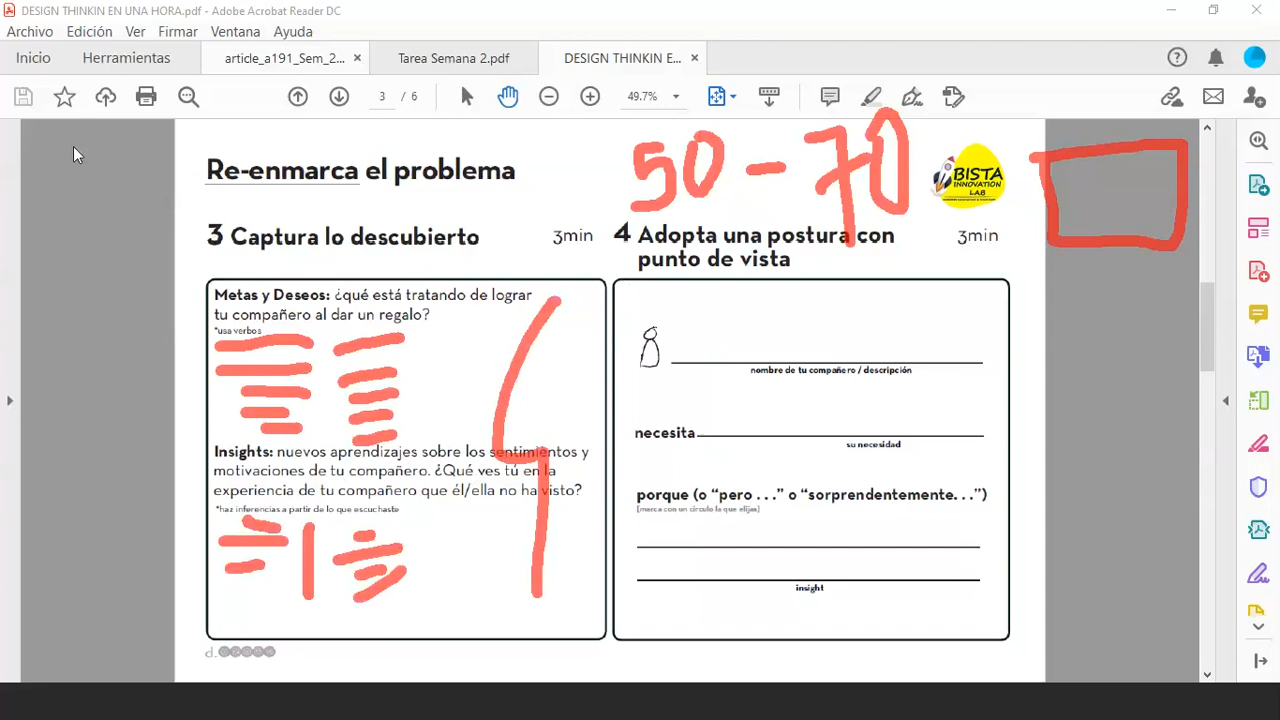 DESIGN THINKIN EN UNA HORA.pdf - Adobe Acrobat Reader DC
Archivo Edición Ver Firmar Ventana Ayuda
Inicio Herramientas article_a191_Sem_2... Tarea Semana 2.pdf DESIGN THINKIN E...
3 / 6 49.7%
50 - 70
Re-enmarca el problema
BISTA
INNOVATION
LAB
3 Captura lo descubierto 3min
4 Adopta una postura con
punto de vista
3min
Metas y Deseos: ¿qué está tratando de lograr
tu compañero al dar un regalo?
*usa verbos
Insights: nuevos aprendizajes sobre los sentimientos y
motivaciones de tu compañero. ¿Qué ves tú en la
experiencia de tu compañero que él/ella no ha visto?
*haz inferencias a partir de lo que escuchaste
nombre de tu compañero / descripción
necesita
su necesidad
porque (o “pero . . .” o “sorprendentemente. . .”)
[marca con un círculo la que elijas]
insight
d.